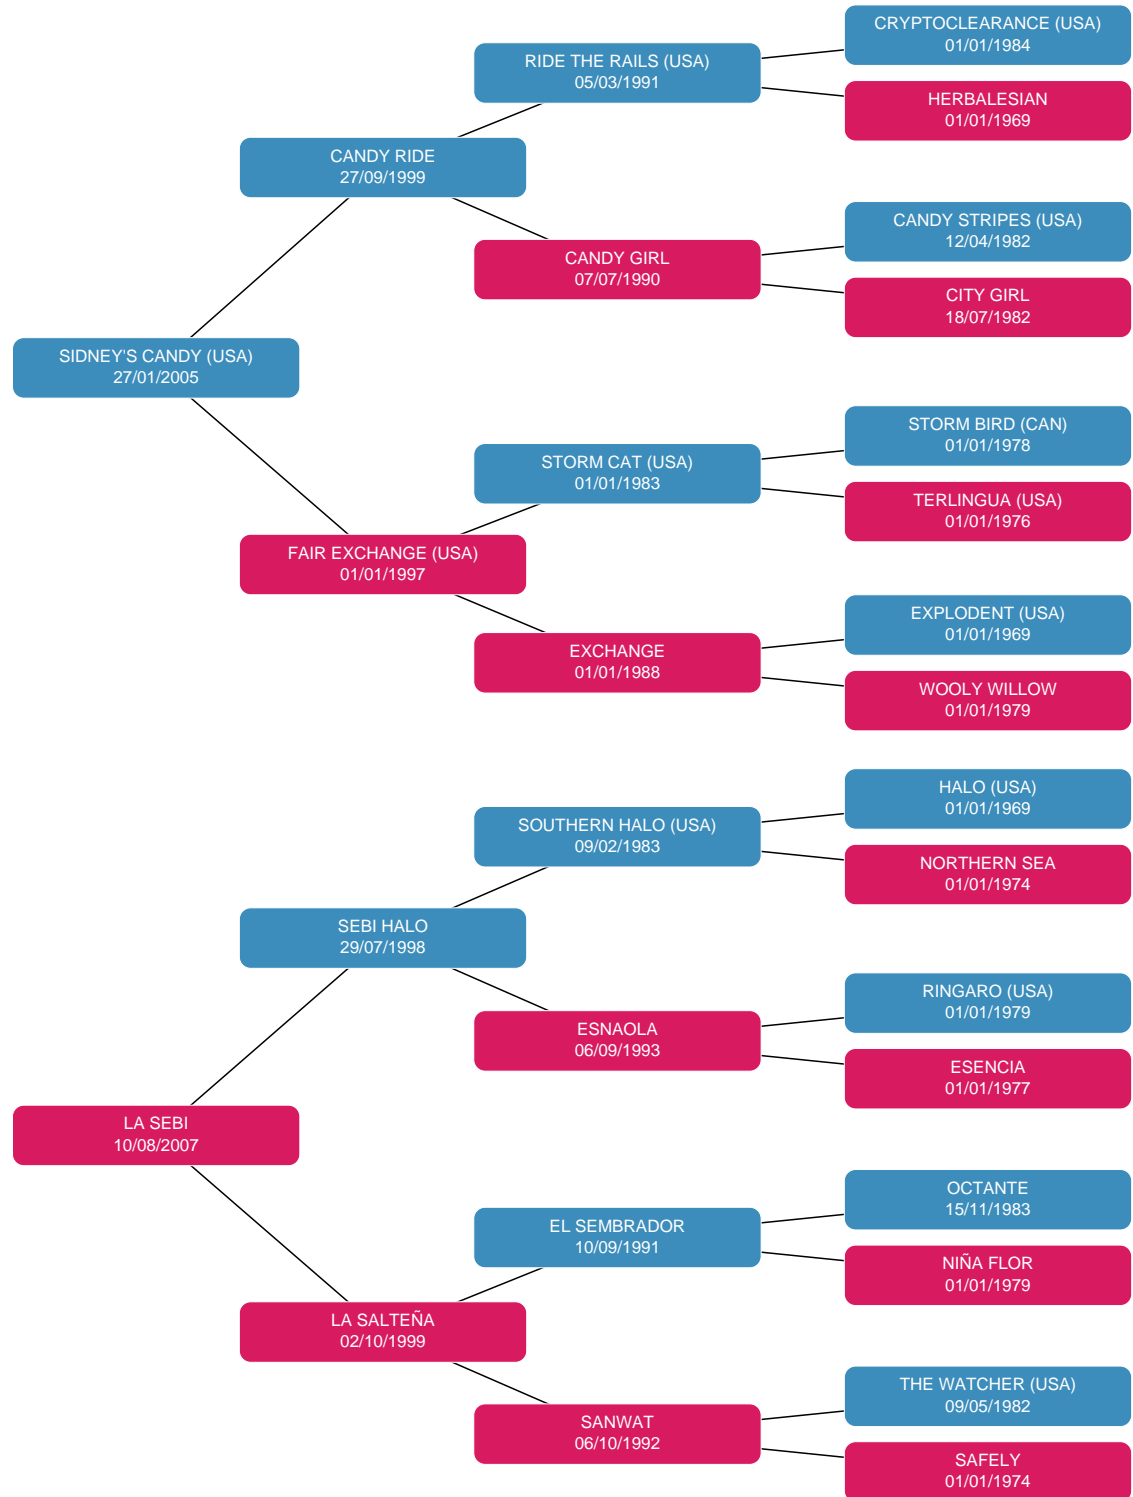 CRYPTOCLEARANCE (USA)
01/01/1984
RIDE THE RAILS (USA)
05/03/1991
HERBALESIAN
01/01/1969
CANDY RIDE
27/09/1999
CANDY STRIPES (USA)
12/04/1982
CANDY GIRL
07/07/1990
CITY GIRL
18/07/1982
SIDNEY'S CANDY (USA)
27/01/2005
STORM BIRD (CAN)
01/01/1978
STORM CAT (USA)
01/01/1983
TERLINGUA (USA)
01/01/1976
FAIR EXCHANGE (USA)
01/01/1997
EXPLODENT (USA)
01/01/1969
EXCHANGE
01/01/1988
WOOLY WILLOW
01/01/1979
HALO (USA)
01/01/1969
SOUTHERN HALO (USA)
09/02/1983
NORTHERN SEA
01/01/1974
SEBI HALO
29/07/1998
RINGARO (USA)
01/01/1979
ESNAOLA
06/09/1993
ESENCIA
01/01/1977
LA SEBI
10/08/2007
OCTANTE
15/11/1983
EL SEMBRADOR
10/09/1991
NIÑA FLOR
01/01/1979
LA SALTEÑA
02/10/1999
THE WATCHER (USA)
09/05/1982
SANWAT
06/10/1992
SAFELY
01/01/1974